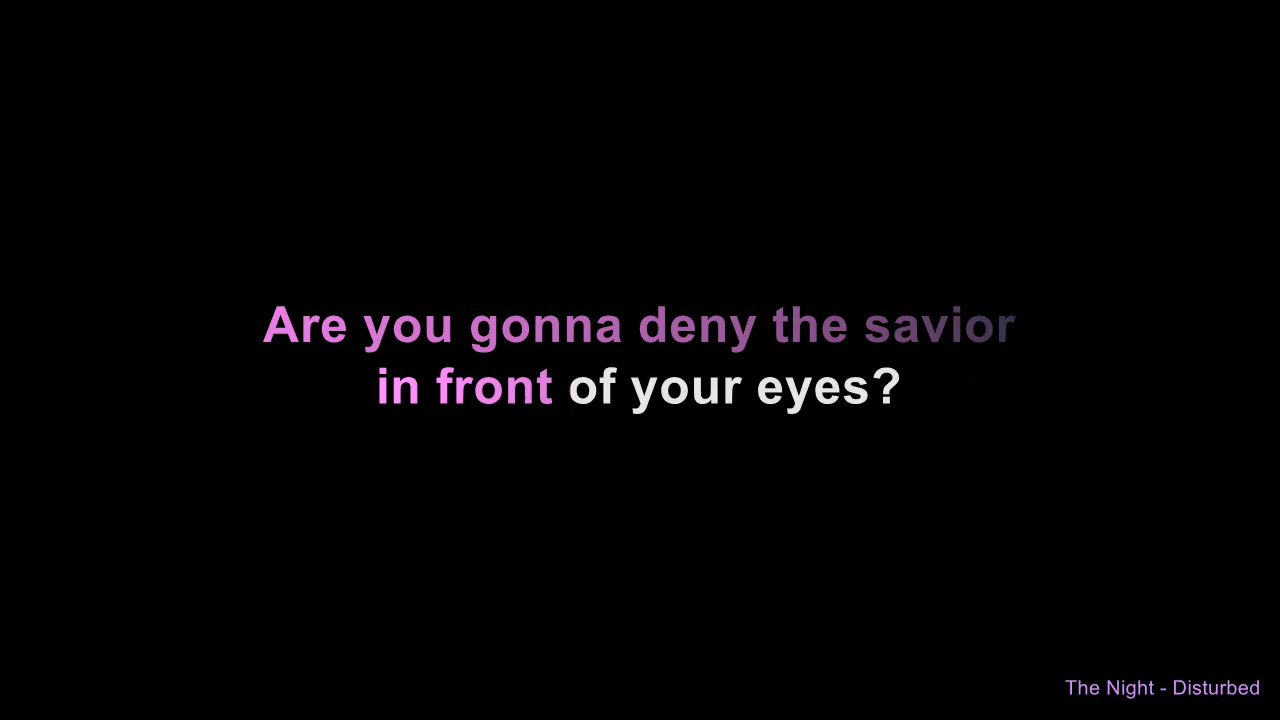 Are you gonna deny the savior
in front of your eyes?
The Night - Disturbed